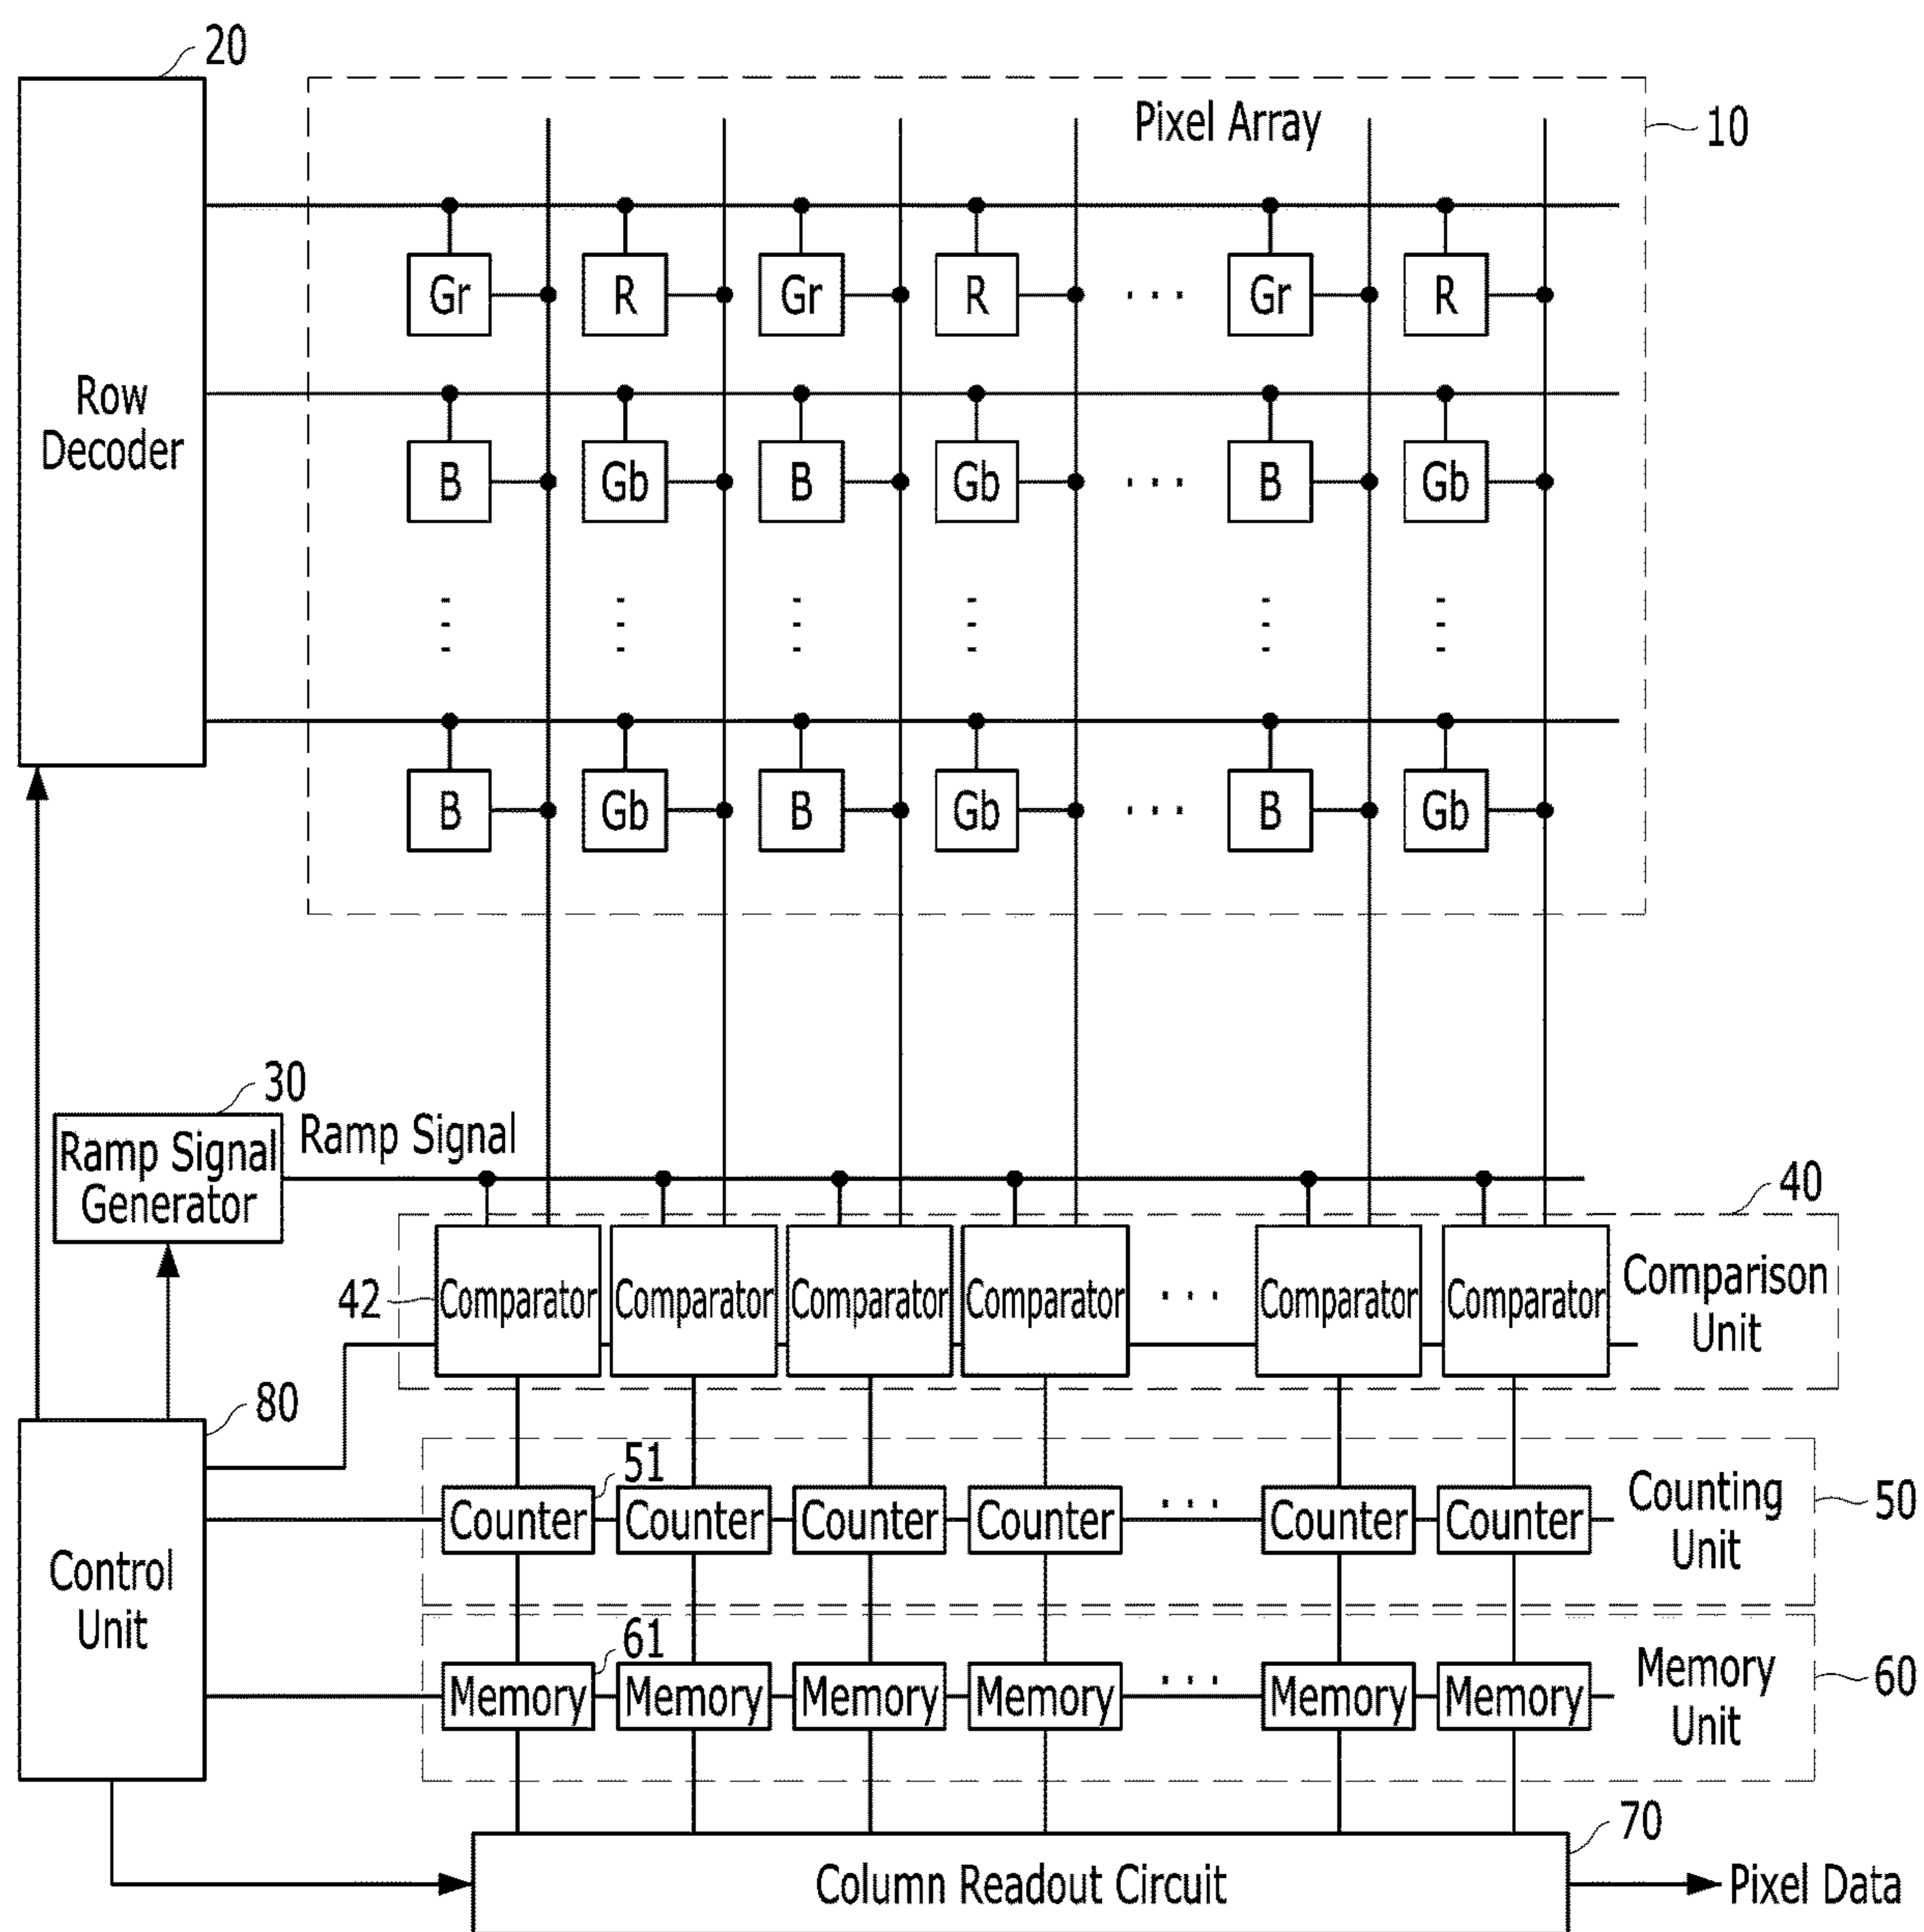 20
Pixel Array
10
Gr R Gr R ... Gr R
Row
Decoder
B Gb B Gb ... B Gb
B Gb B Gb ... B Gb
30
Ramp Signal
Generator
Ramp Signal
40
42
Comparator Comparator Comparator Comparator ... Comparator Comparator
Comparison
Unit
80
51
Counter Counter Counter Counter ... Counter Counter
Counting
Unit
50
Control
Unit
61
Memory Memory Memory Memory ... Memory Memory
Memory
Unit
60
70
Column Readout Circuit
Pixel Data